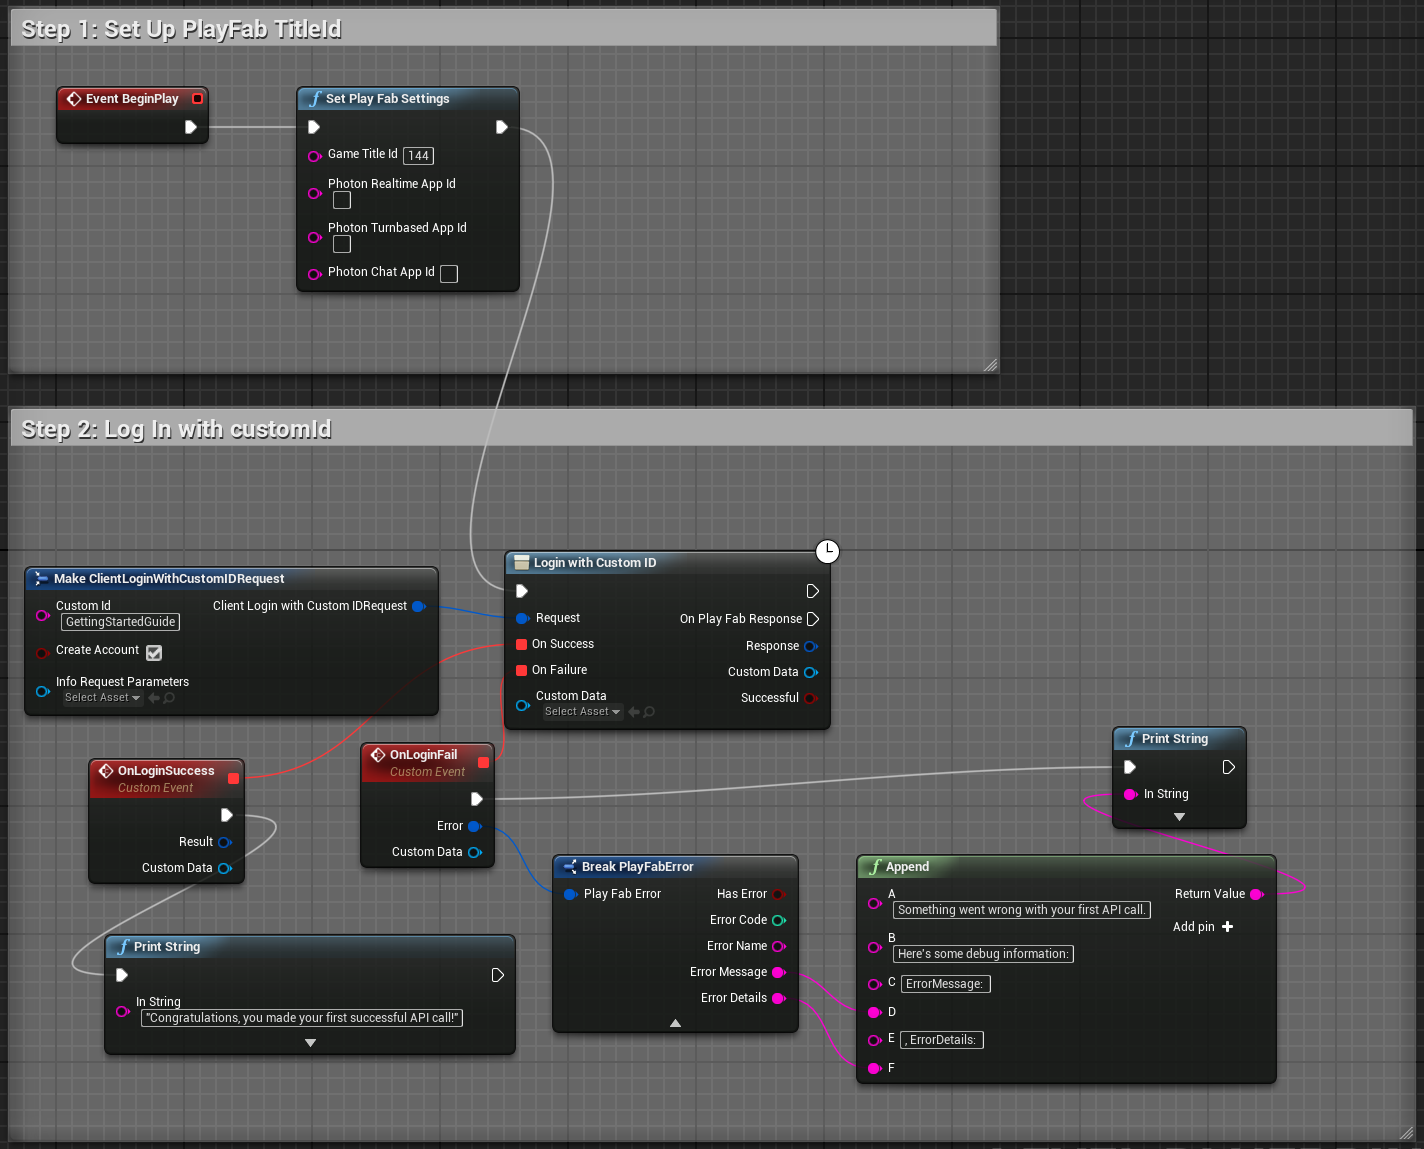 Step 1: Set Up PlayFab TitleId
Event BeginPlay
Set Play Fab Settings
Game Title Id 144
Photon Realtime App Id
Photon Turnbased App Id
Photon Chat App Id
Step 2: Log In with customId
Make ClientLoginWithCustomIDRequest
Custom Id
GettingStartedGuide
Client Login with Custom IDRequest
Create Account
Info Request Parameters
Select Asset
Login with Custom ID
Request
On Play Fab Response
On Success
Response
On Failure
Custom Data
Custom Data
Select Asset
Successful
OnLoginSuccess
Custom Event
Result
Custom Data
OnLoginFail
Custom Event
Error
Custom Data
Print String
In String
"Congratulations, you made your first successful API call!"
Break PlayFabError
Play Fab Error
Has Error
Error Code
Error Name
Error Message
Error Details
Print String
In String
Append
A
Something went wrong with your first API call.
Return Value
Add pin
B
Here's some debug information:
C ErrorMessage:
D
E , ErrorDetails:
F